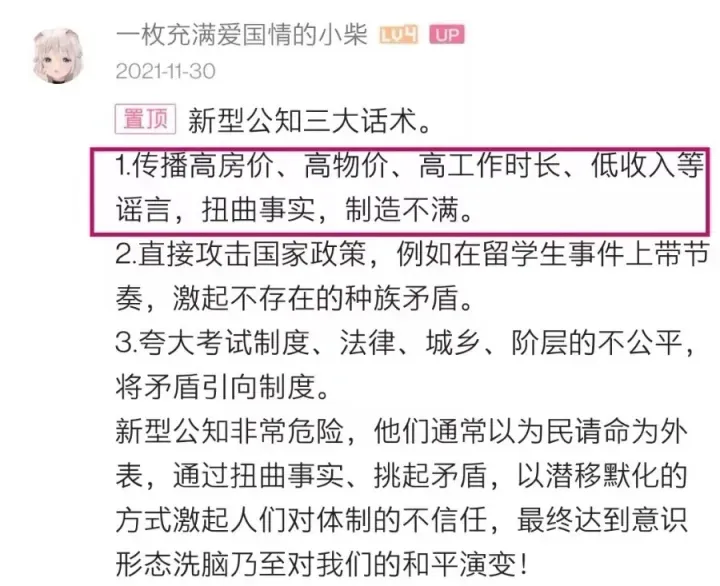 一枚充满爱国情的小柴 LV4 UP
2021-11-30
置顶 新型公知三大话术。
1.传播高房价、高物价、高工作时长、低收入等
谣言，扭曲事实，制造不满。
2.直接攻击国家政策，例如在留学生事件上带节
奏，激起不存在的种族矛盾。
3.夸大考试制度、法律、城乡、阶层的不公平，
将矛盾引向制度。
新型公知非常危险，他们通常以为民请命为外
表，通过扭曲事实、挑起矛盾，以潜移默化的
方式激起人们对体制的不信任，最终达到意识
形态洗脑乃至对我们的和平演变！